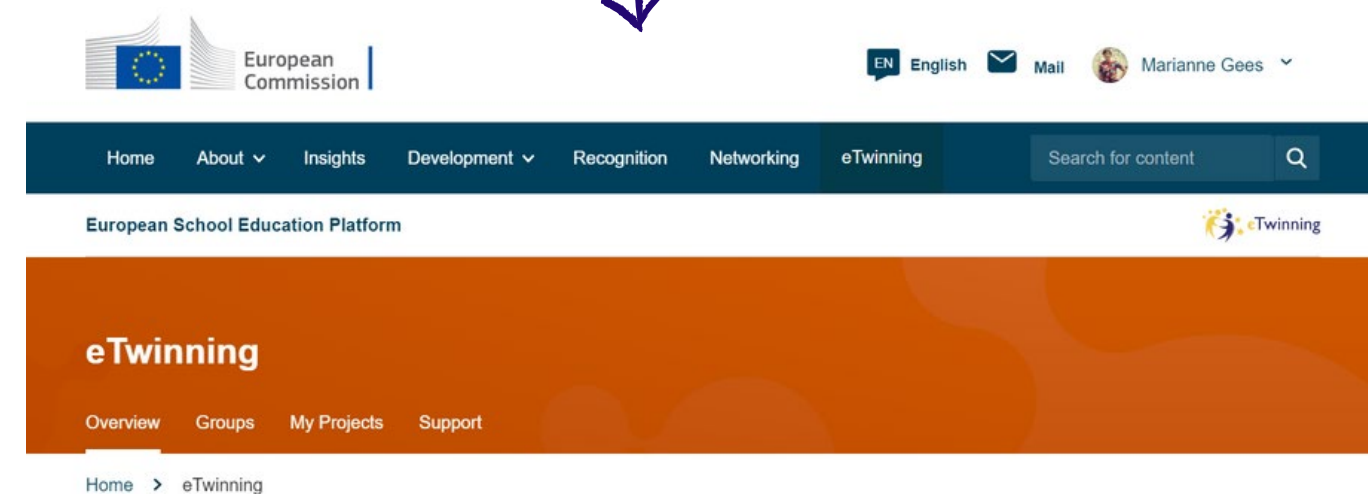 European
Commission
EN English Mail Marianne Gees
Home About Insights Development Recognition Networking eTwinning Search for content
European School Education Platform eTwinning
eTwinning
Overview Groups My Projects Support
Home > eTwinning